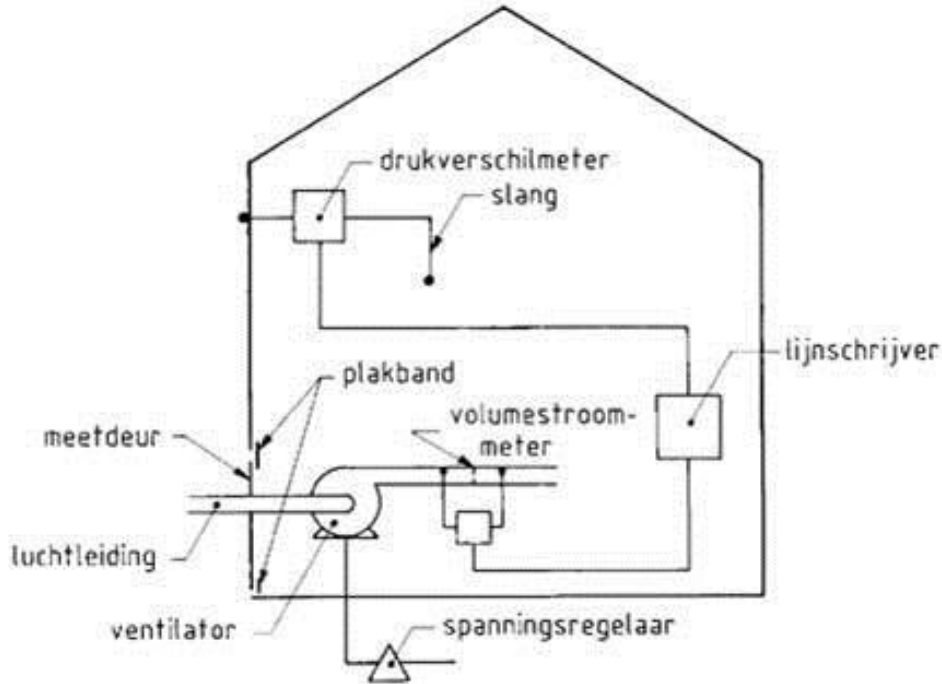 drukverschilmeter
slang
lijnschrijver
plakband
volumestroom-
meter
meetdeur
luchtleiding
ventilator
spanningsregelaar